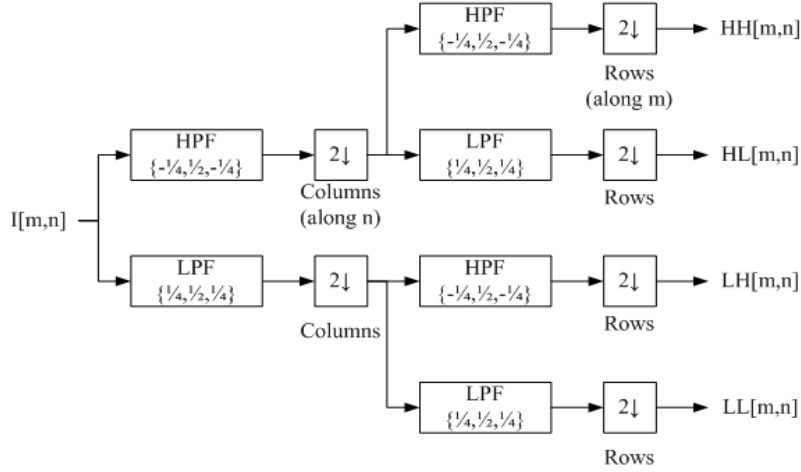 HPF
{-¼,½,-¼}
2↓
HH[m,n]
Rows
(along m)
HPF
{-¼,½,-¼}
2↓
Columns
(along n)
LPF
{¼,½,¼}
2↓
HL[m,n]
Rows
I[m,n]
LPF
{¼,½,¼}
2↓
Columns
HPF
{-¼,½,-¼}
2↓
LH[m,n]
Rows
LPF
{¼,½,¼}
2↓
LL[m,n]
Rows